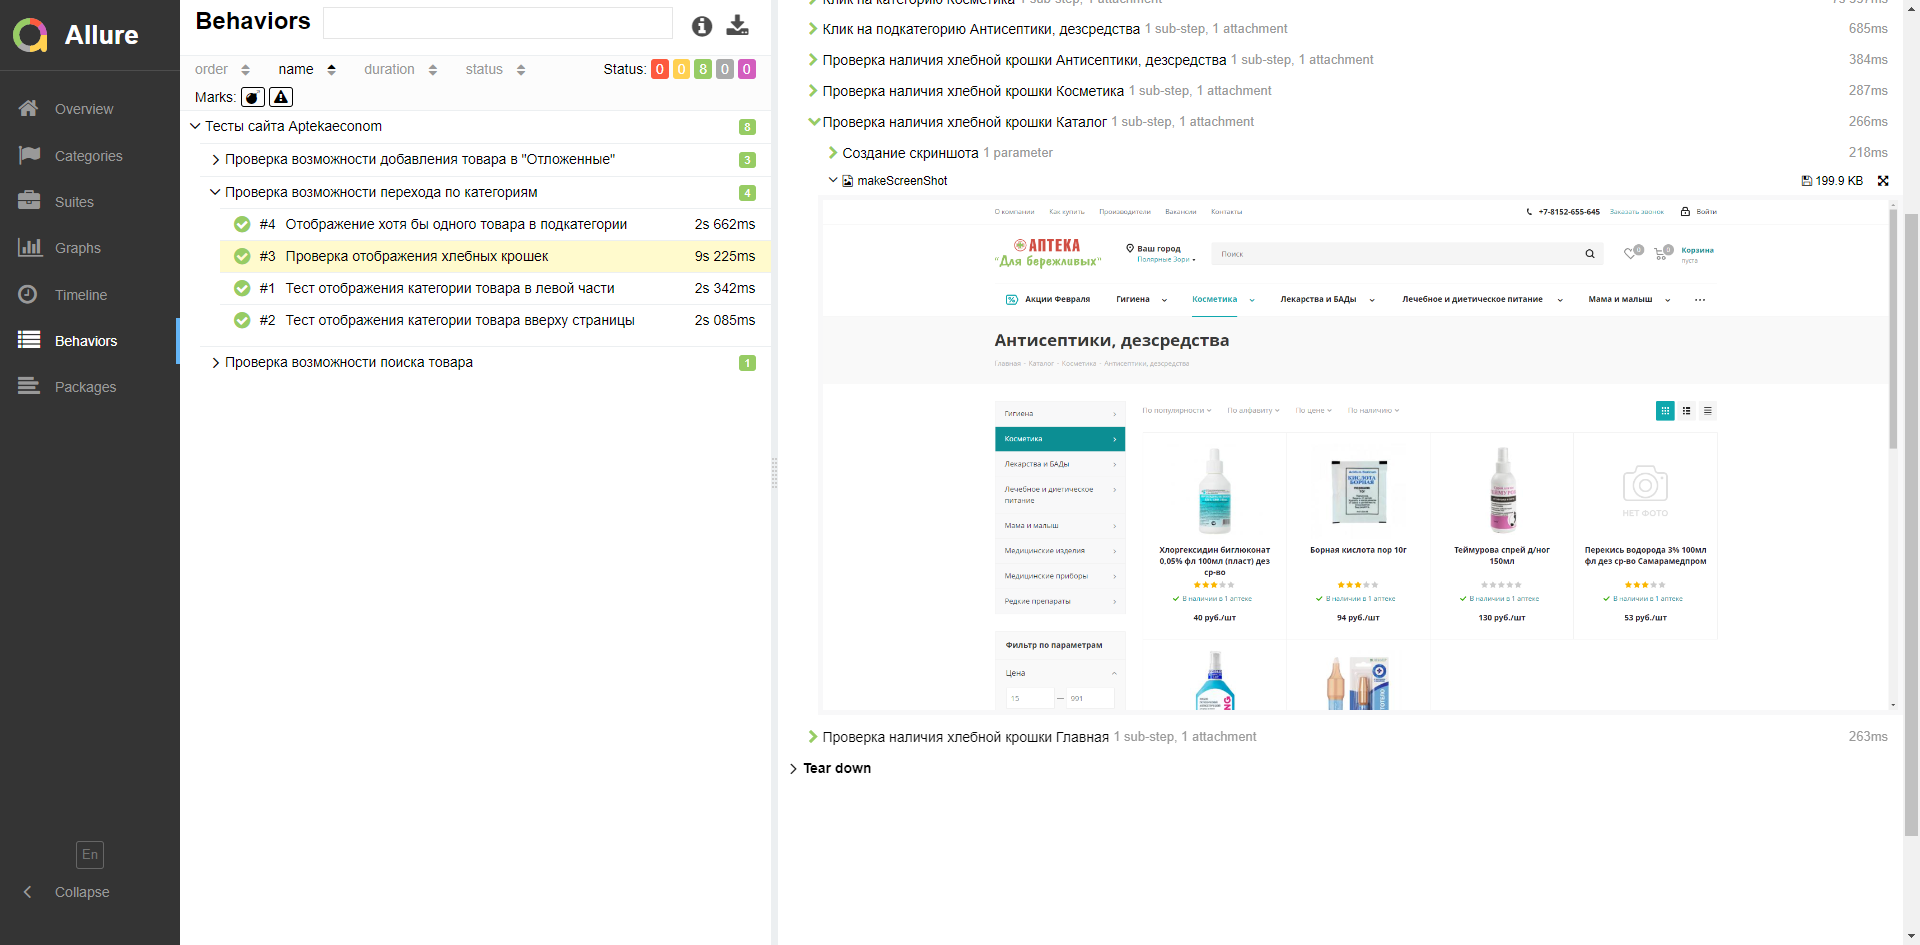 Allure
Overview
Categories
Suites
Graphs
Timeline
Behaviors
Packages
En
Collapse
Behaviors
order name duration status Status: 0 0 8 0 0
Marks:
Тесты сайта Aptekaeconom 8
Проверка возможности добавления товара в "Отложенные" 3
Проверка возможности перехода по категориям 4
#4 Отображение хотя бы одного товара в подкатегории 2s 662ms
#3 Проверка отображения хлебных крошек 9s 225ms
#1 Тест отображения категории товара в левой части 2s 342ms
#2 Тест отображения категории товара вверху страницы 2s 085ms
Проверка возможности поиска товара 1
Клик на подкатегорию Антисептики, дезсредства 1 sub-step, 1 attachment 685ms
Проверка наличия хлебной крошки Антисептики, дезсредства 1 sub-step, 1 attachment 384ms
Проверка наличия хлебной крошки Косметика 1 sub-step, 1 attachment 287ms
Проверка наличия хлебной крошки Каталог 1 sub-step, 1 attachment 266ms
Создание скриншота 1 parameter 218ms
makeScreenShot 199.9 KB
О компании Как купить Производители Вакансии Контакты +7-8152-655-645 Заказать звонок Войти
АПТЕКА
"Для бережливых"
Ваш город
Полярные Зори
Поиск
0 0 Корзина
пуста
Акции Февраля Гигиена Косметика Лекарства и БАДы Лечебное и диетическое питание Мама и малыш ...
Антисептики, дезсредства
Главная - Каталог - Косметика - Антисептики, дезсредства
Гигиена
Косметика
Лекарства и БАДы
Лечебное и диетическое
питание
Мама и малыш
Медицинские изделия
Медицинские приборы
Редкие препараты
Фильтр по параметрам
Цена
15 — 991
По популярности По алфавиту По цене По наличию
КИСЛОТА
БОРНАЯ
НЕТ ФОТО
Хлоргексидин биглюконат
0,05% фл 100мл (пласт) дез
ср-во
В наличии в 1 аптеке
40 руб./шт
Борная кислота пор 10г
В наличии в 1 аптеке
94 руб./шт
Теймурова спрей д/ног
150мл
В наличии в 1 аптеке
130 руб./шт
Перекись водорода 3% 100мл
фл дез ср-во Самарамедпром
В наличии в 1 аптеке
53 руб./шт
Проверка наличия хлебной крошки Главная 1 sub-step, 1 attachment 263ms
Tear down